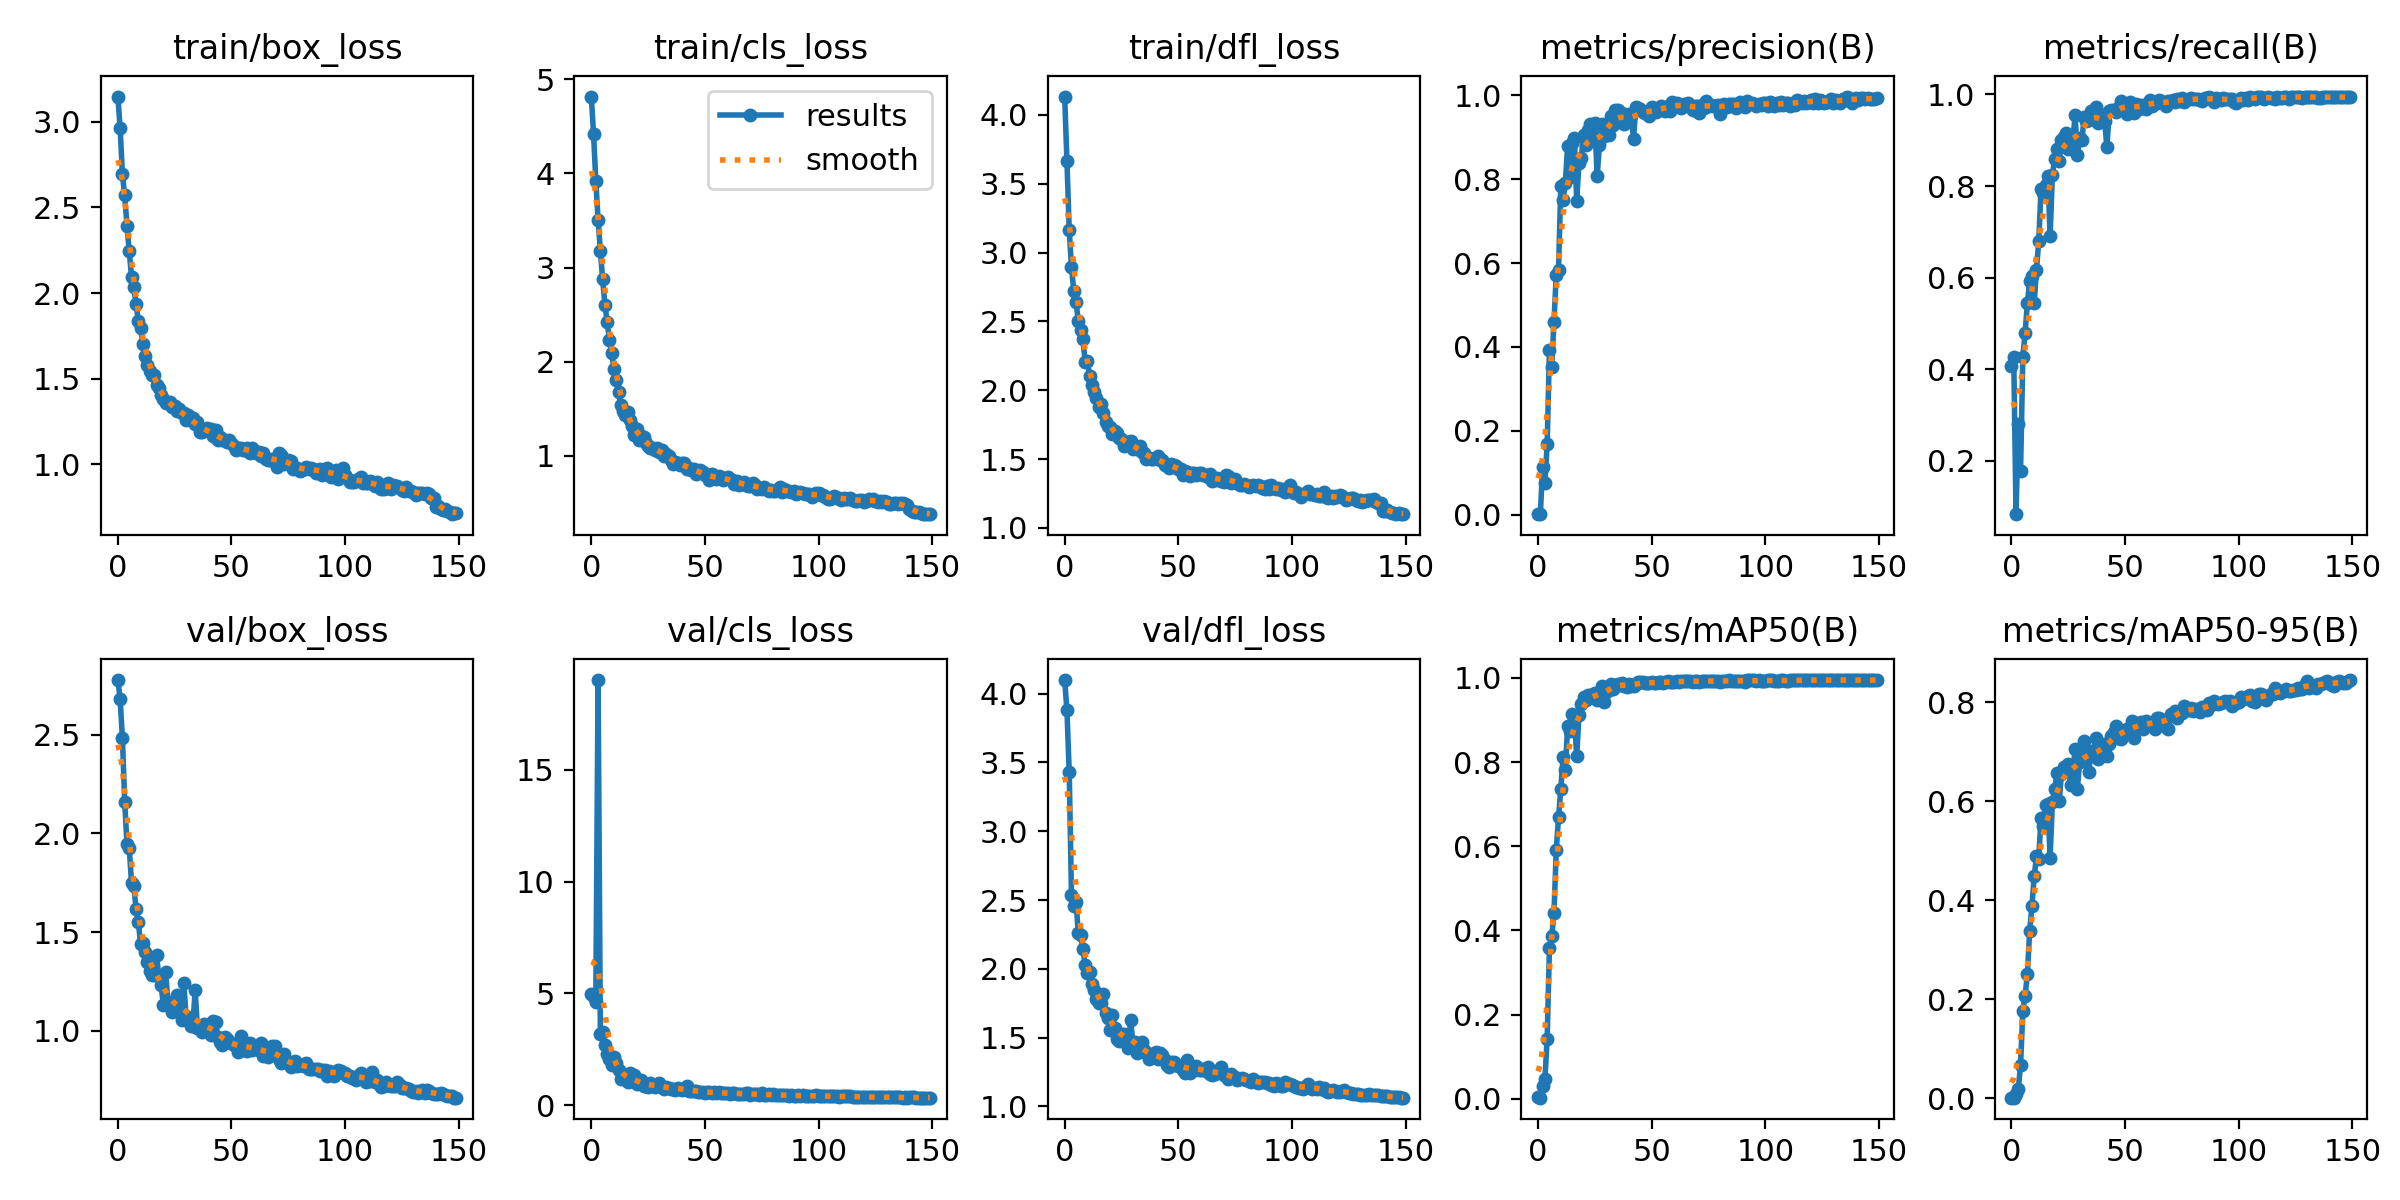 train/box_loss
train/cls_loss
train/dfl_loss
metrics/precision(B)
metrics/recall(B)
3.0
2.5
2.0
1.5
1.0
0 50 100 150
5
4
3
2
1
results
smooth
0 50 100 150
4.0
3.5
3.0
2.5
2.0
1.5
1.0
0 50 100 150
1.0
0.8
0.6
0.4
0.2
0.0
0 50 100 150
1.0
0.8
0.6
0.4
0.2
0 50 100 150
val/box_loss
val/cls_loss
val/dfl_loss
metrics/mAP50(B)
metrics/mAP50-95(B)
2.5
2.0
1.5
1.0
0 50 100 150
15
10
5
0
0 50 100 150
4.0
3.5
3.0
2.5
2.0
1.5
1.0
0 50 100 150
1.0
0.8
0.6
0.4
0.2
0.0
0 50 100 150
0.8
0.6
0.4
0.2
0.0
0 50 100 150